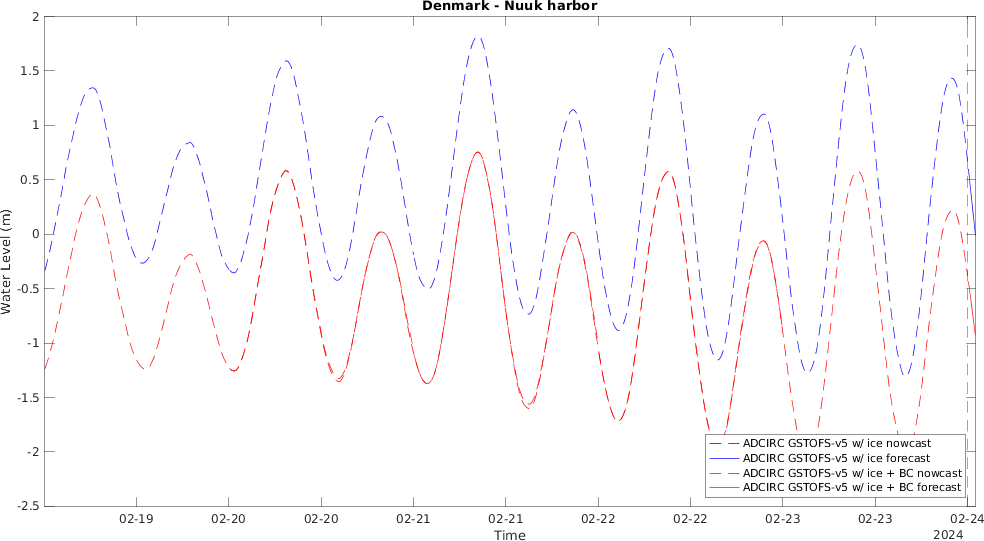 Denmark - Nuuk harbor
2
1.5
1
0.5
0
-0.5
-1
-1.5
-2
-2.5
Water Level (m)
ADCIRC GSTOFS-v5 w/ ice nowcast
ADCIRC GSTOFS-v5 w/ ice forecast
ADCIRC GSTOFS-v5 w/ ice + BC nowcast
ADCIRC GSTOFS-v5 w/ ice + BC forecast
02-19 02-20 02-20 02-21 02-21 02-22 02-22 02-23 02-23 02-24
Time
2024